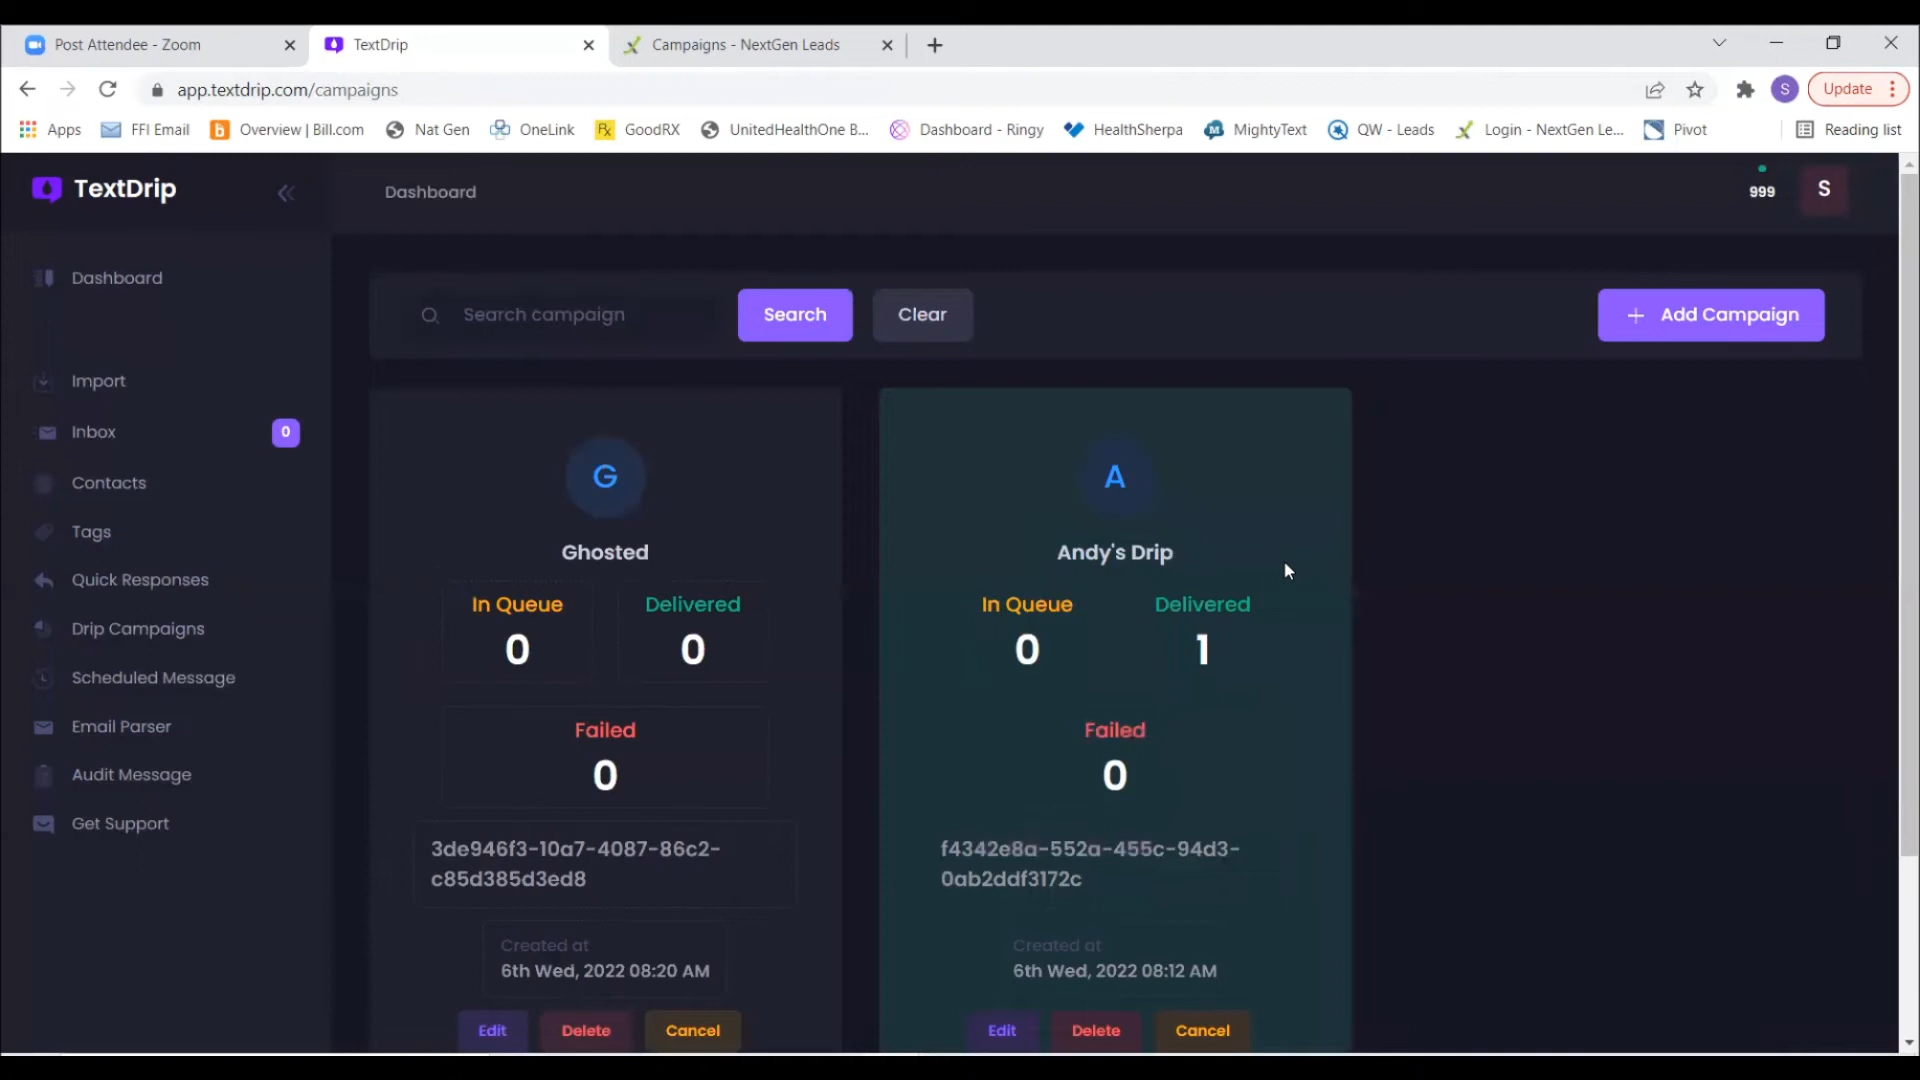 Post Attendee - Zoom
TextDrip
Campaigns - NextGen Leads
app.textdrip.com/campaigns
S
Update
Apps
FFI Email
Overview | Bill.com
Nat Gen
OneLink
GoodRX
UnitedHealthOne B...
Dashboard - Ringy
HealthSherpa
MightyText
QW - Leads
Login - NextGen Le...
Pivot
Reading list
TextDrip
Dashboard
999
S
Dashboard
Import
Inbox
0
Contacts
Tags
Quick Responses
Drip Campaigns
Scheduled Message
Email Parser
Audit Message
Get Support
Search campaign
Search
Clear
+ Add Campaign
G
Ghosted
In Queue
0
Delivered
0
Failed
0
3de946f3-10a7-4087-86c2-
c85d385d3ed8
Created at
6th Wed, 2022 08:20 AM
Edit
Delete
Cancel
A
Andy's Drip
In Queue
0
Delivered
1
Failed
0
f4342e8a-552a-455c-94d3-
0ab2ddf3172c
Created at
6th Wed, 2022 08:12 AM
Edit
Delete
Cancel